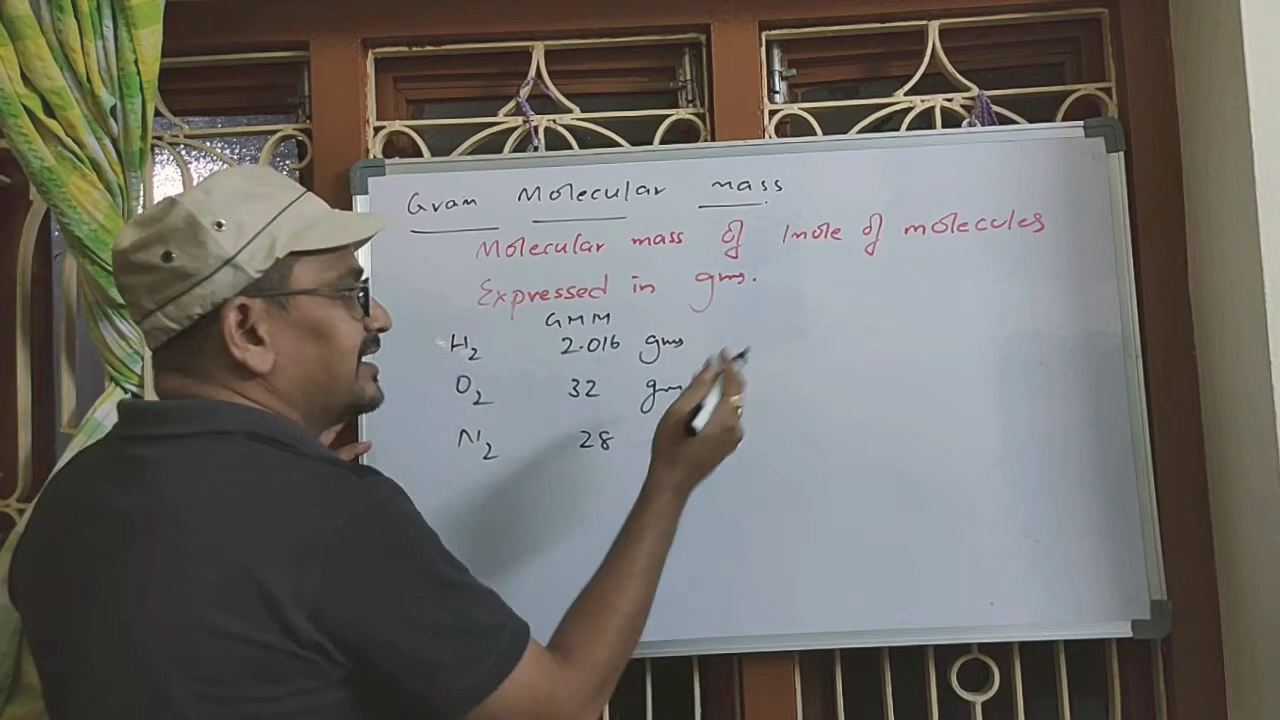 Gram Molecular mass
Molecular mass of 1mole of molecules
Expressed in gms.
GMM
H2 2.016 gms
O2 32 gm
N2 28